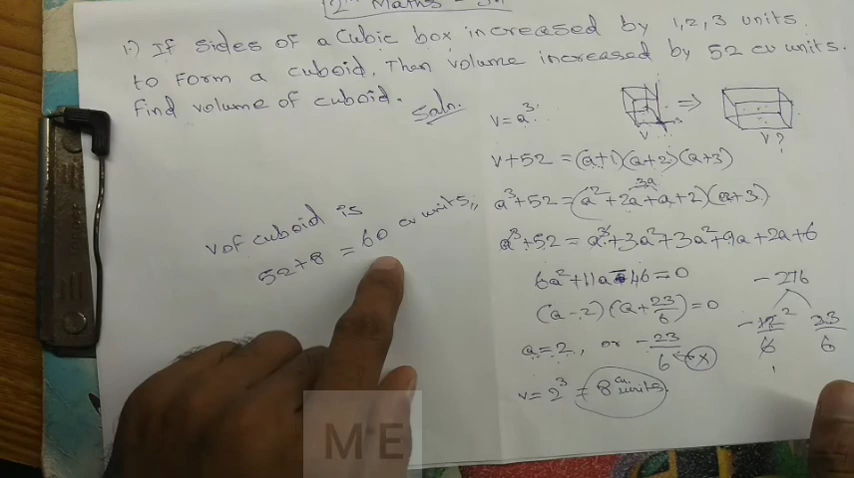 12 Maths -
1.) If sides of a cubic box increased by 1, 2, 3 units.
to form a cuboid. Then volume increased by 52 cu units.
Find volume of cuboid.
Soln.
v = a³
V
⇒
V?
v+52 = (a+1)(a+2)(a+3)
3a
a³+52 = (a²+2a+a+2)(a+3)
a³+52 = a³+3a²+3a²+9a+2a+6
6a²+11a-46=0
(a-2)(a+23/6)=0
a=2, or -23/6 ← (x)
v = 2³ = 8 cu. units.
-276
-12²/6 23/6
v of cuboid is
52+8 = 60 cu units,,
ME